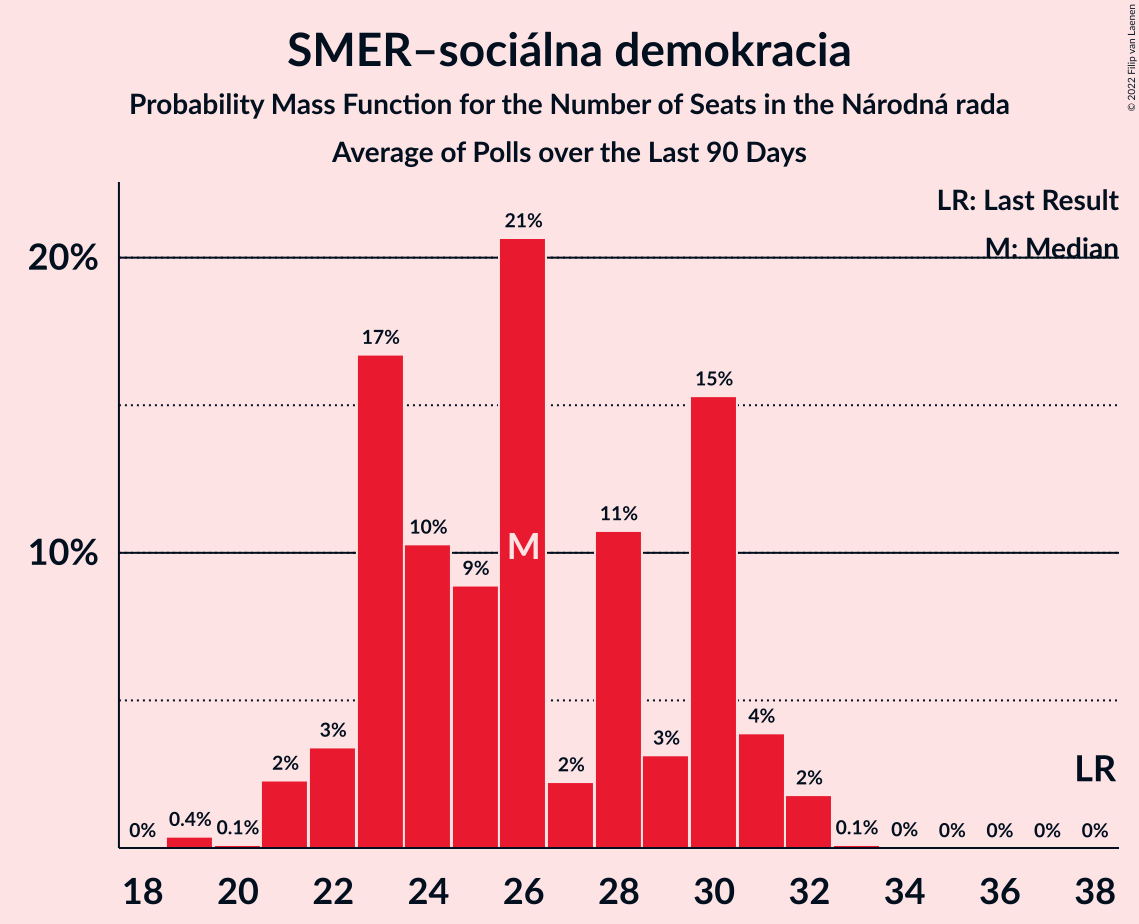 SMER–sociálna demokracia
Probability Mass Function for the Number of Seats in the Národná rada
Average of Polls over the Last 90 Days
© 2022 Filip van Laenen
LR: Last Result
M: Median
20%
10%
0%
0.4%
0.1%
2%
3%
17%
10%
9%
21%
M
2%
11%
3%
15%
4%
2%
0.1%
0%
0%
0%
0%
0%
LR
18 20 22 24 26 28 30 32 34 36 38